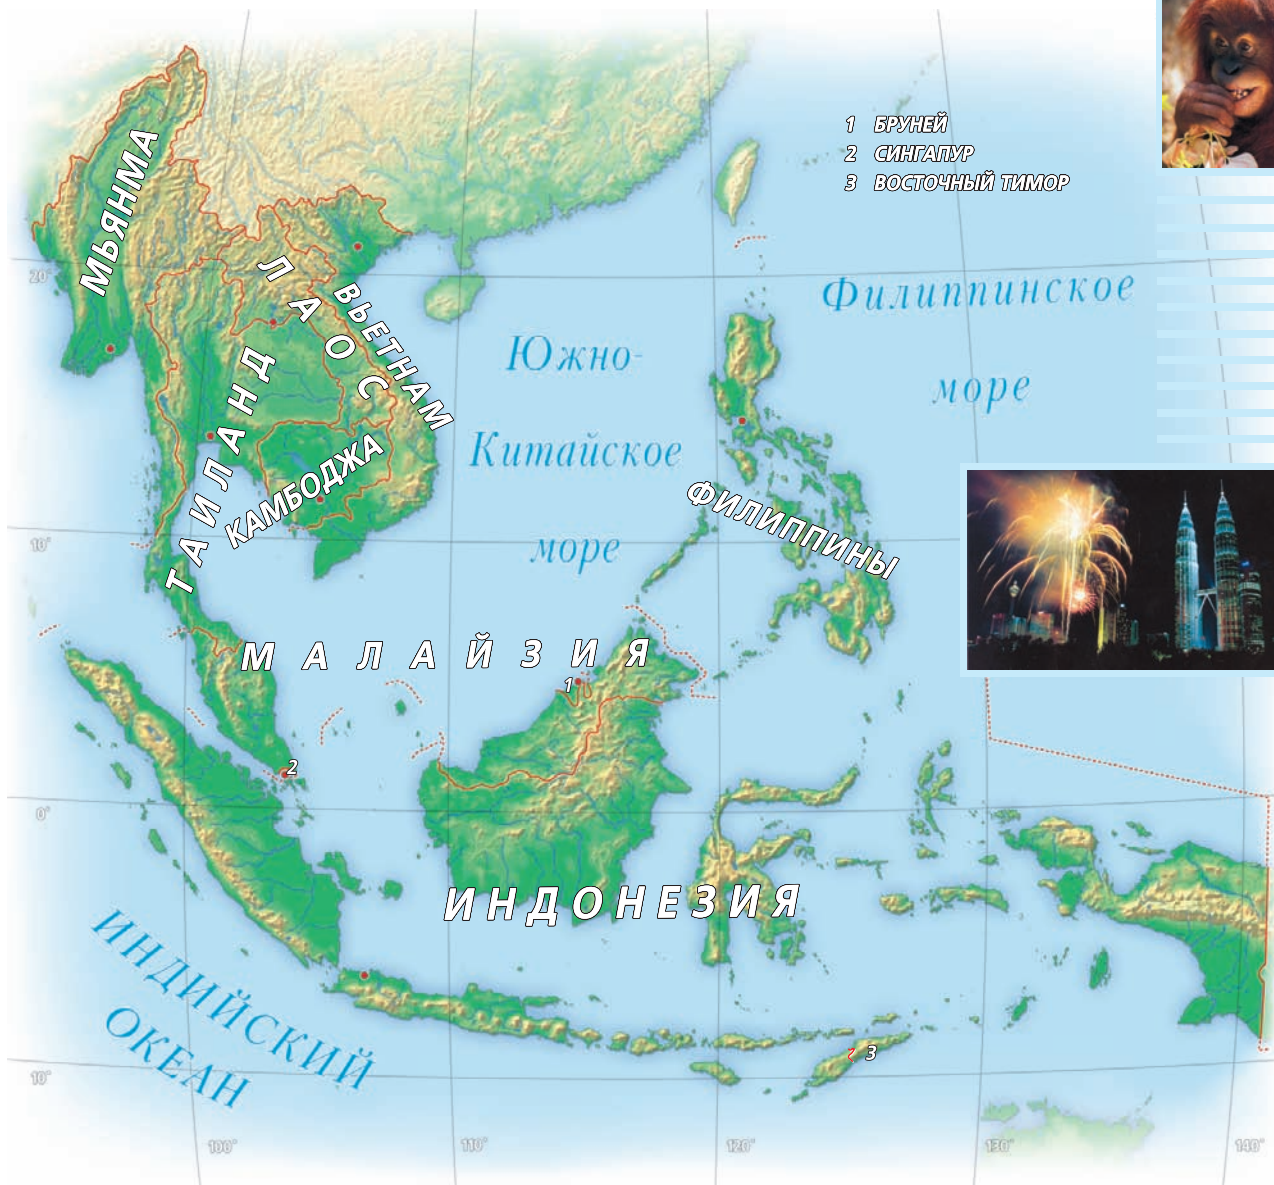 1 БРУНЕЙ
2 СИНГАПУР
3 ВОСТОЧНЫЙ ТИМОР
МЬЯНМА
ЛАОС
ВЬЕТНАМ
ТАИЛАНД
КАМБОДЖА
20°
Филиппинское
море
Южно-
Китайское
море
ФИЛИППИНЫ
10°
МАЛАЙЗИЯ
1
2
0°
ИНДОНЕЗИЯ
ИНДИЙСКИЙ
ОКЕАН
3
10°
100°
110°
120°
130°
140°